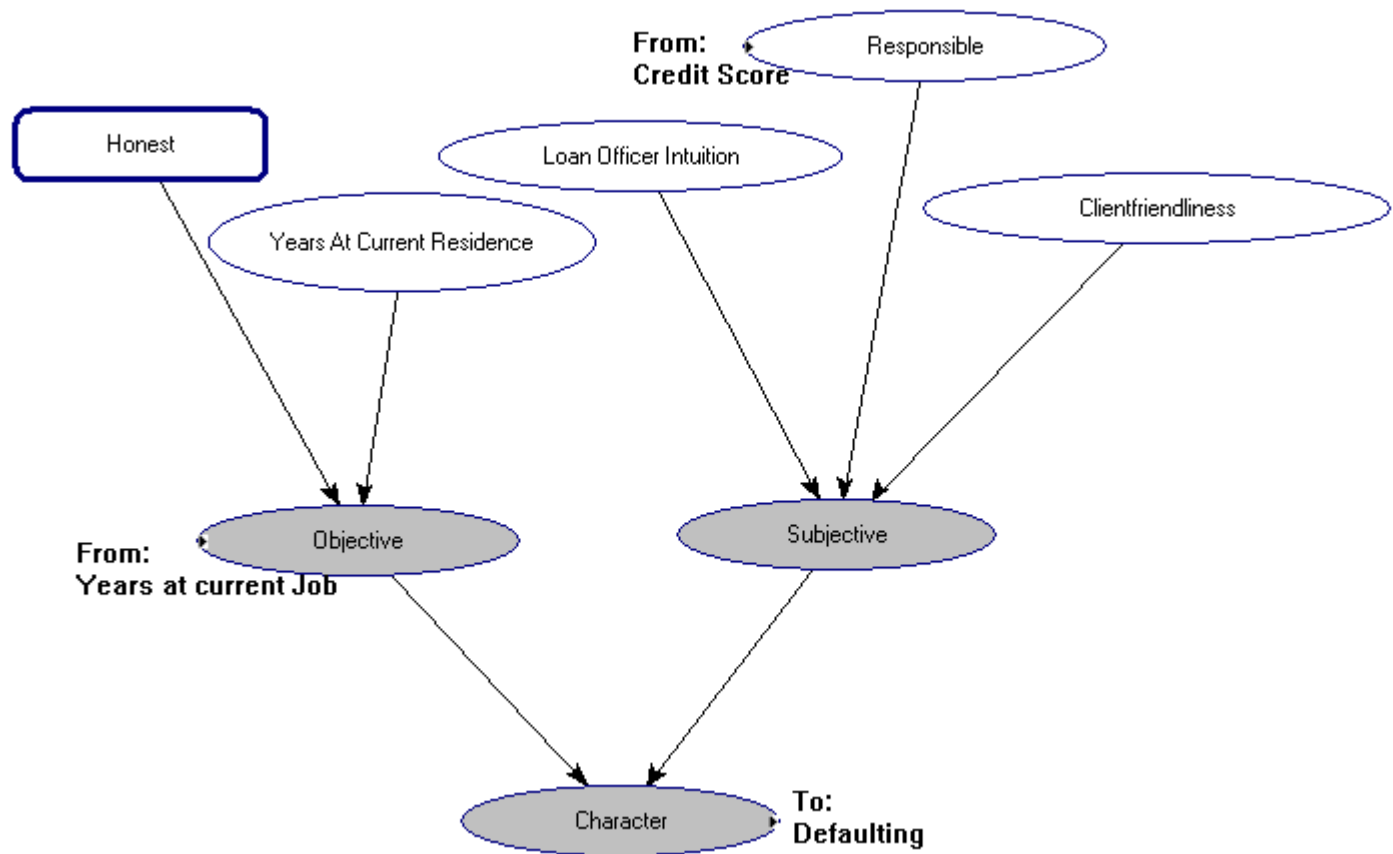 From:
Credit Score
Responsible
Honest
Loan Officer Intuition
Clientfriendliness
Years At Current Residence
From:
Years at current Job
Objective
Subjective
Character
To:
Defaulting